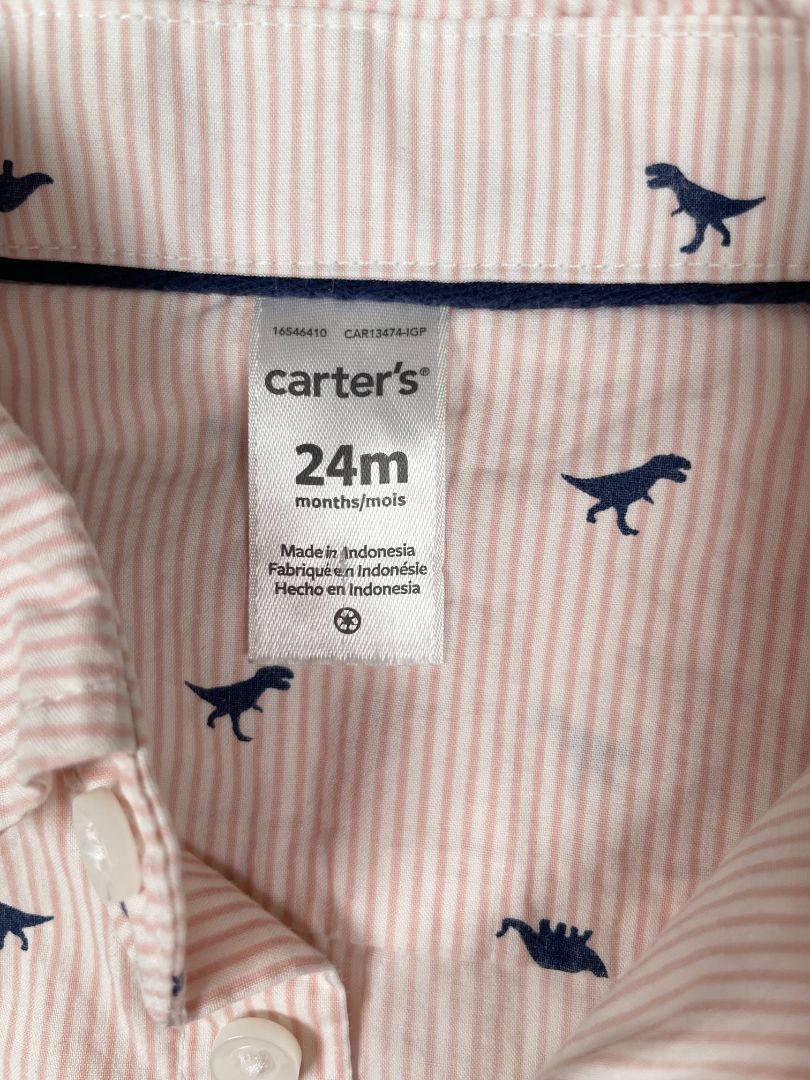 16546410 CAR13474-IGP
carter's®
24m
months/mois
Made in Indonesia
Fabriqué en Indonésie
Hecho en Indonesia